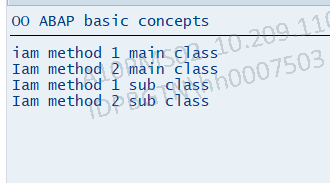 OO ABAP basic concepts
iam method 1 main class
Iam method 2 main class
Iam method 1 sub class
Iam method 2 sub class